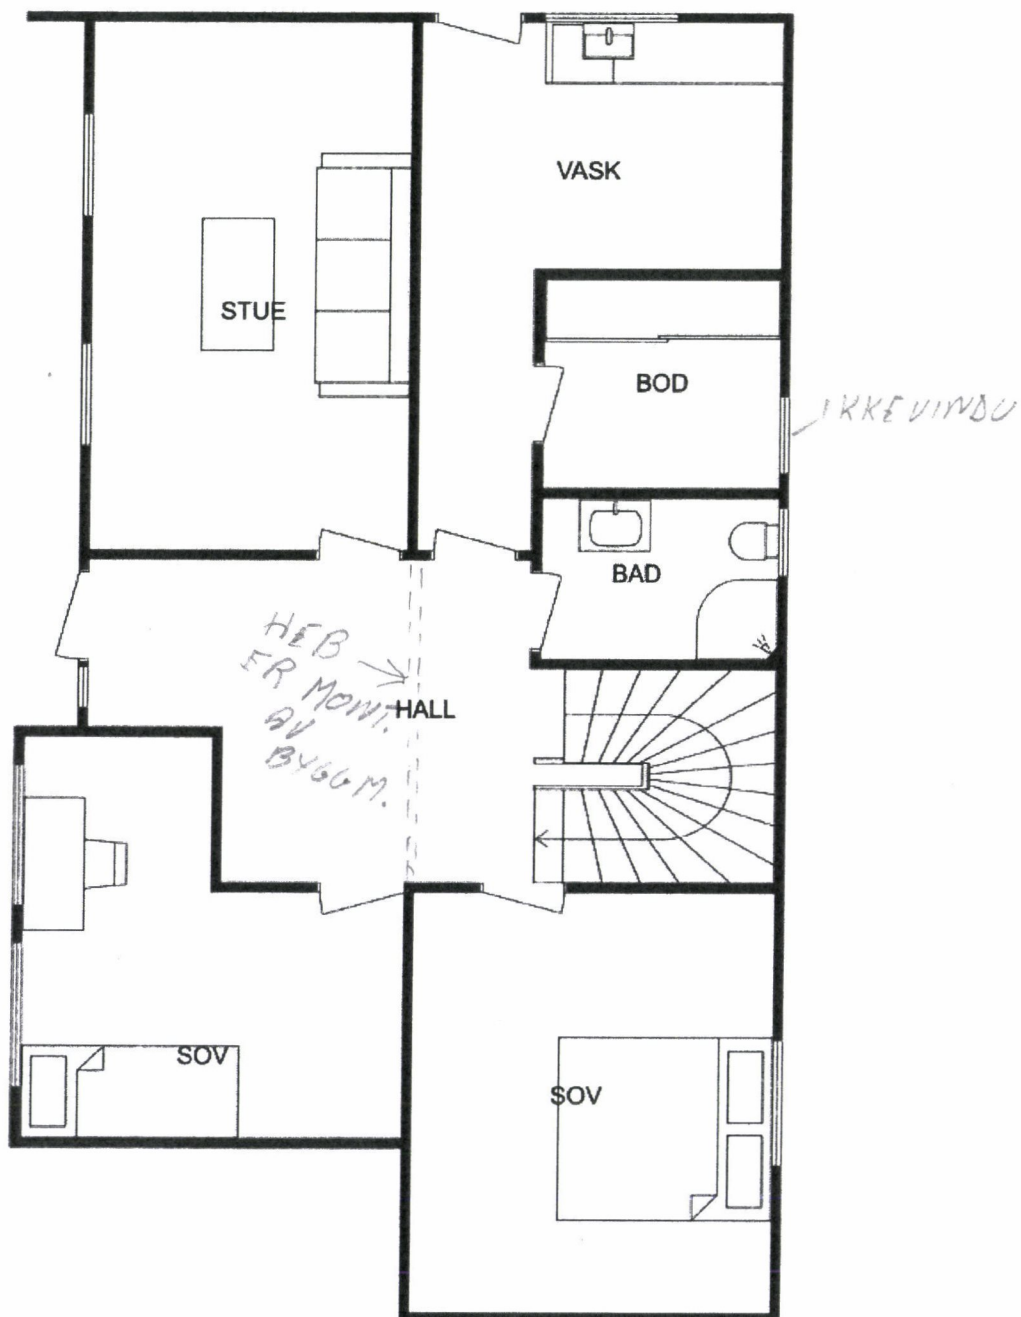 VASK
STUE
BOD
IKKE VINDU
BAD
HEB
ER MONT.
AV
BYGGM.
HALL
SOV
SOV